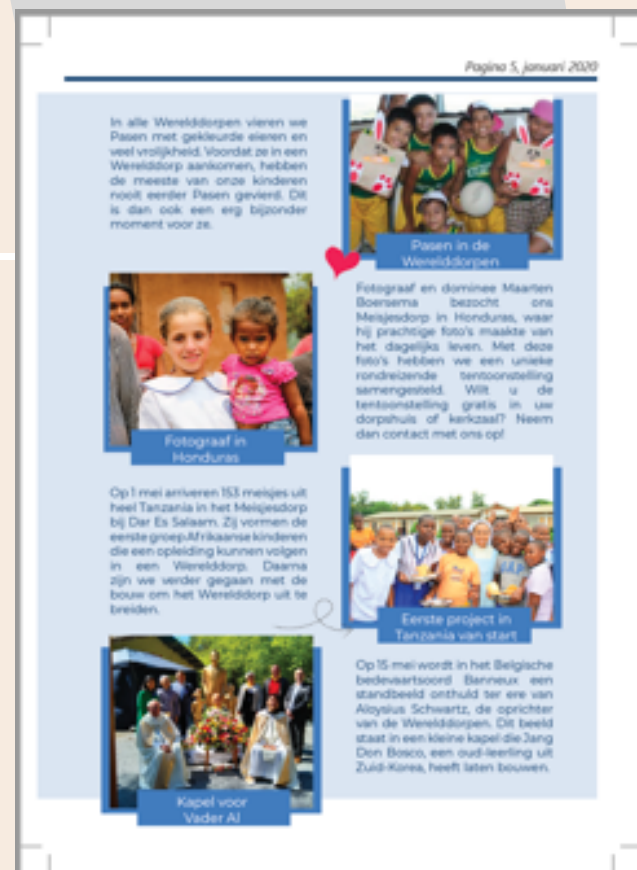 Pagina 5, januari 2020
In alle Werelddorpen vieren we
Pasen met gekleurde eieren en
veel vrolijkheid. Voordat ze in een
Werelddorp aankomen, hebben
de meeste van onze kinderen
nooit eerder Pasen gevierd. Dit
is dan ook een erg bijzonder
moment voor ze.
Pasen in de
Werelddorpen
Fotograaf in
Honduras
Fotograaf en dominee Maarten
Boersema bezocht ons
Meisjesdorp in Honduras, waar
hij prachtige foto's maakte van
het dagelijks leven. Met deze
foto's hebben we een unieke
rondreizende tentoonstelling
samengesteld. Wilt u de
tentoonstelling gratis in uw
dorpshuis of kerkzaal? Neem
dan contact met ons op!
Op 1 mei arriveren 153 meisjes uit
heel Tanzania in het Meisjesdorp
bij Dar Es Salaam. Zij vormen de
eerste groep Afrikaanse kinderen
die een opleiding kunnen volgen
in een Werelddorp. Daarna
zijn we verder gegaan met de
bouw om het Werelddorp uit te
breiden.
Eerste project in
Tanzania van start
Kapel voor
Vader Al
Op 15 mei wordt in het Belgische
bedevaartsoord Banneux een
standbeeld onthuld ter ere van
Aloysius Schwartz, de oprichter
van de Werelddorpen. Dit beeld
staat in een kleine kapel die Jang
Don Bosco, een oud-leerling uit
Zuid-Korea, heeft laten bouwen.